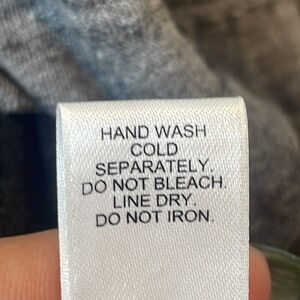 HAND WASH
COLD
SEPARATELY.
DO NOT BLEACH.
LINE DRY.
DO NOT IRON.